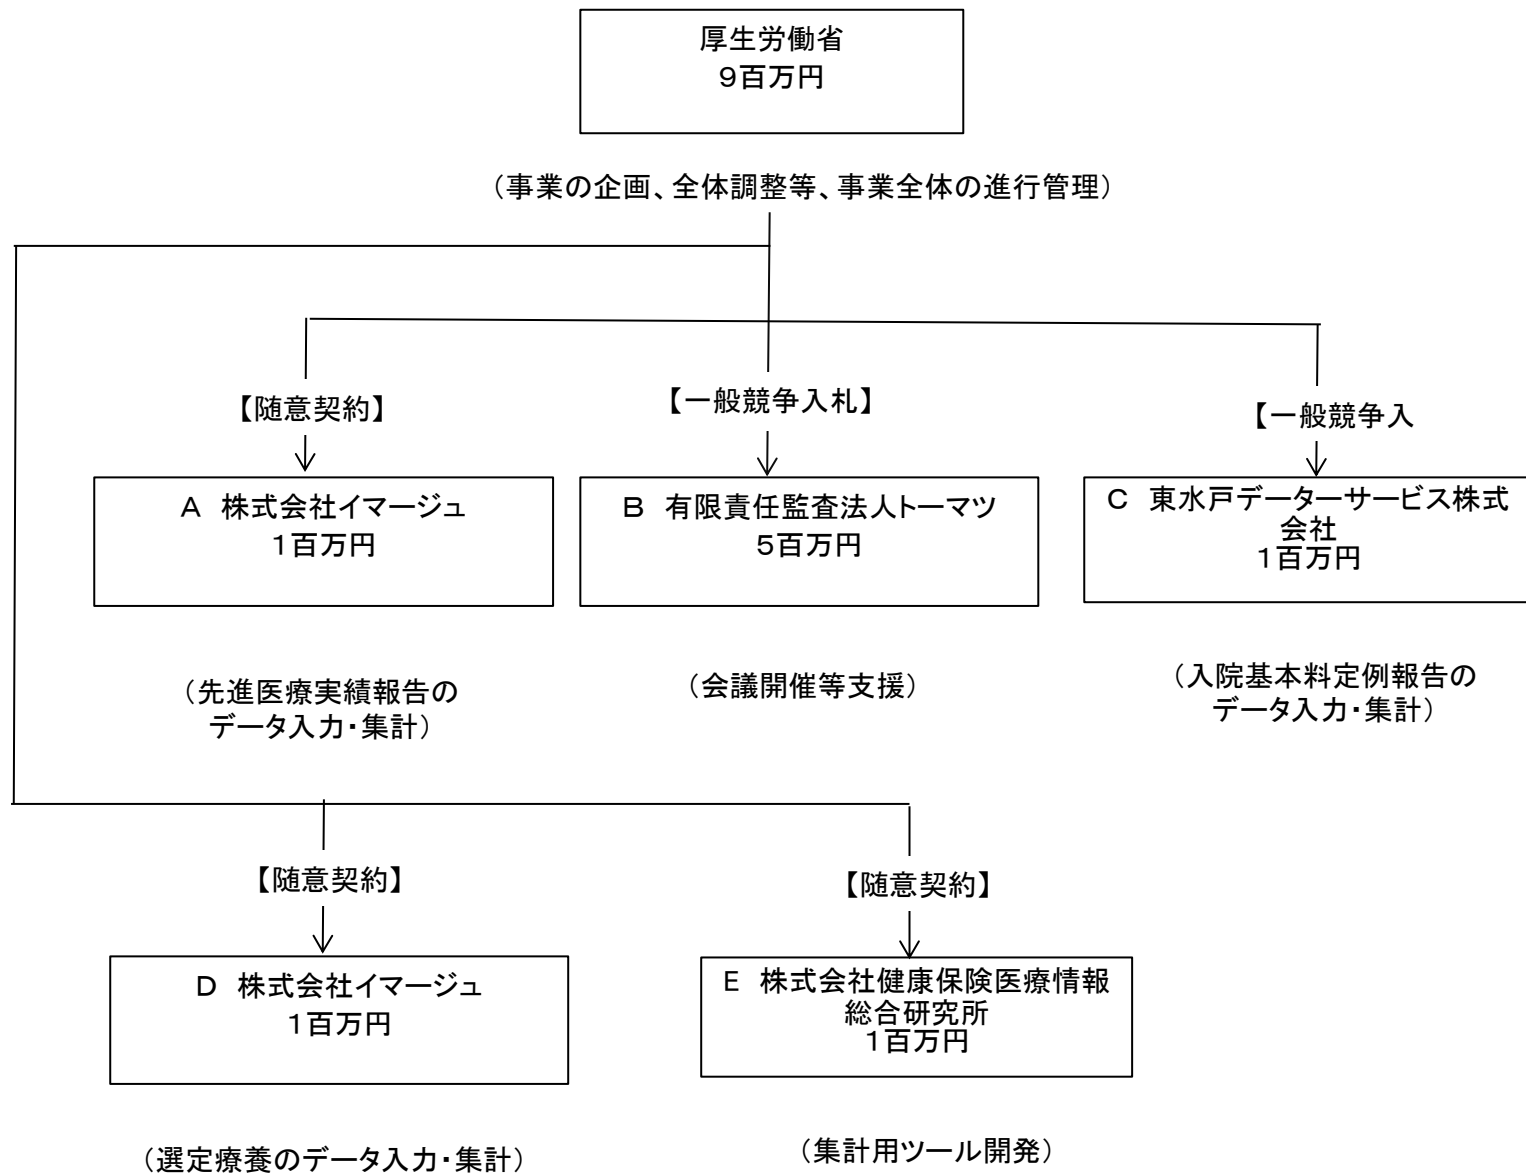 厚生労働省
9百万円
（事業の企画、全体調整等、事業全体の進行管理）
【随意契約】
【一般競争入札】
【一般競争入
A　株式会社イマージュ
1百万円
B　有限責任監査法人トーマツ
5百万円
C　東水戸データーサービス株式
会社
1百万円
（先進医療実績報告の
データ入力・集計）
（会議開催等支援）
（入院基本料定例報告の
データ入力・集計）
【随意契約】
【随意契約】
D　株式会社イマージュ
1百万円
E　株式会社健康保険医療情報
総合研究所
1百万円
（選定療養のデータ入力・集計）
（集計用ツール開発）